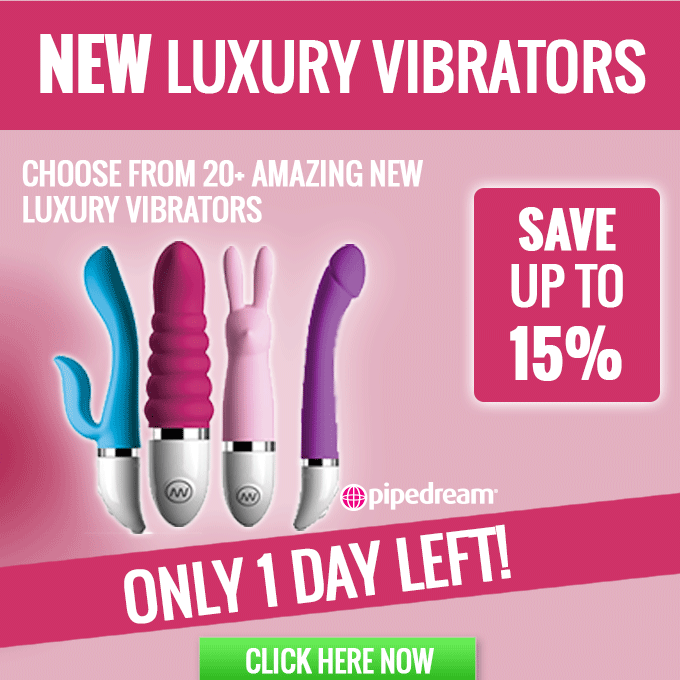 NEW LUXURY VIBRATORS
CHOOSE FROM 20+ AMAZING NEW
LUXURY VIBRATORS
SAVE
UP TO
15%
pipedream
ONLY 1 DAY LEFT!
CLICK HERE NOW